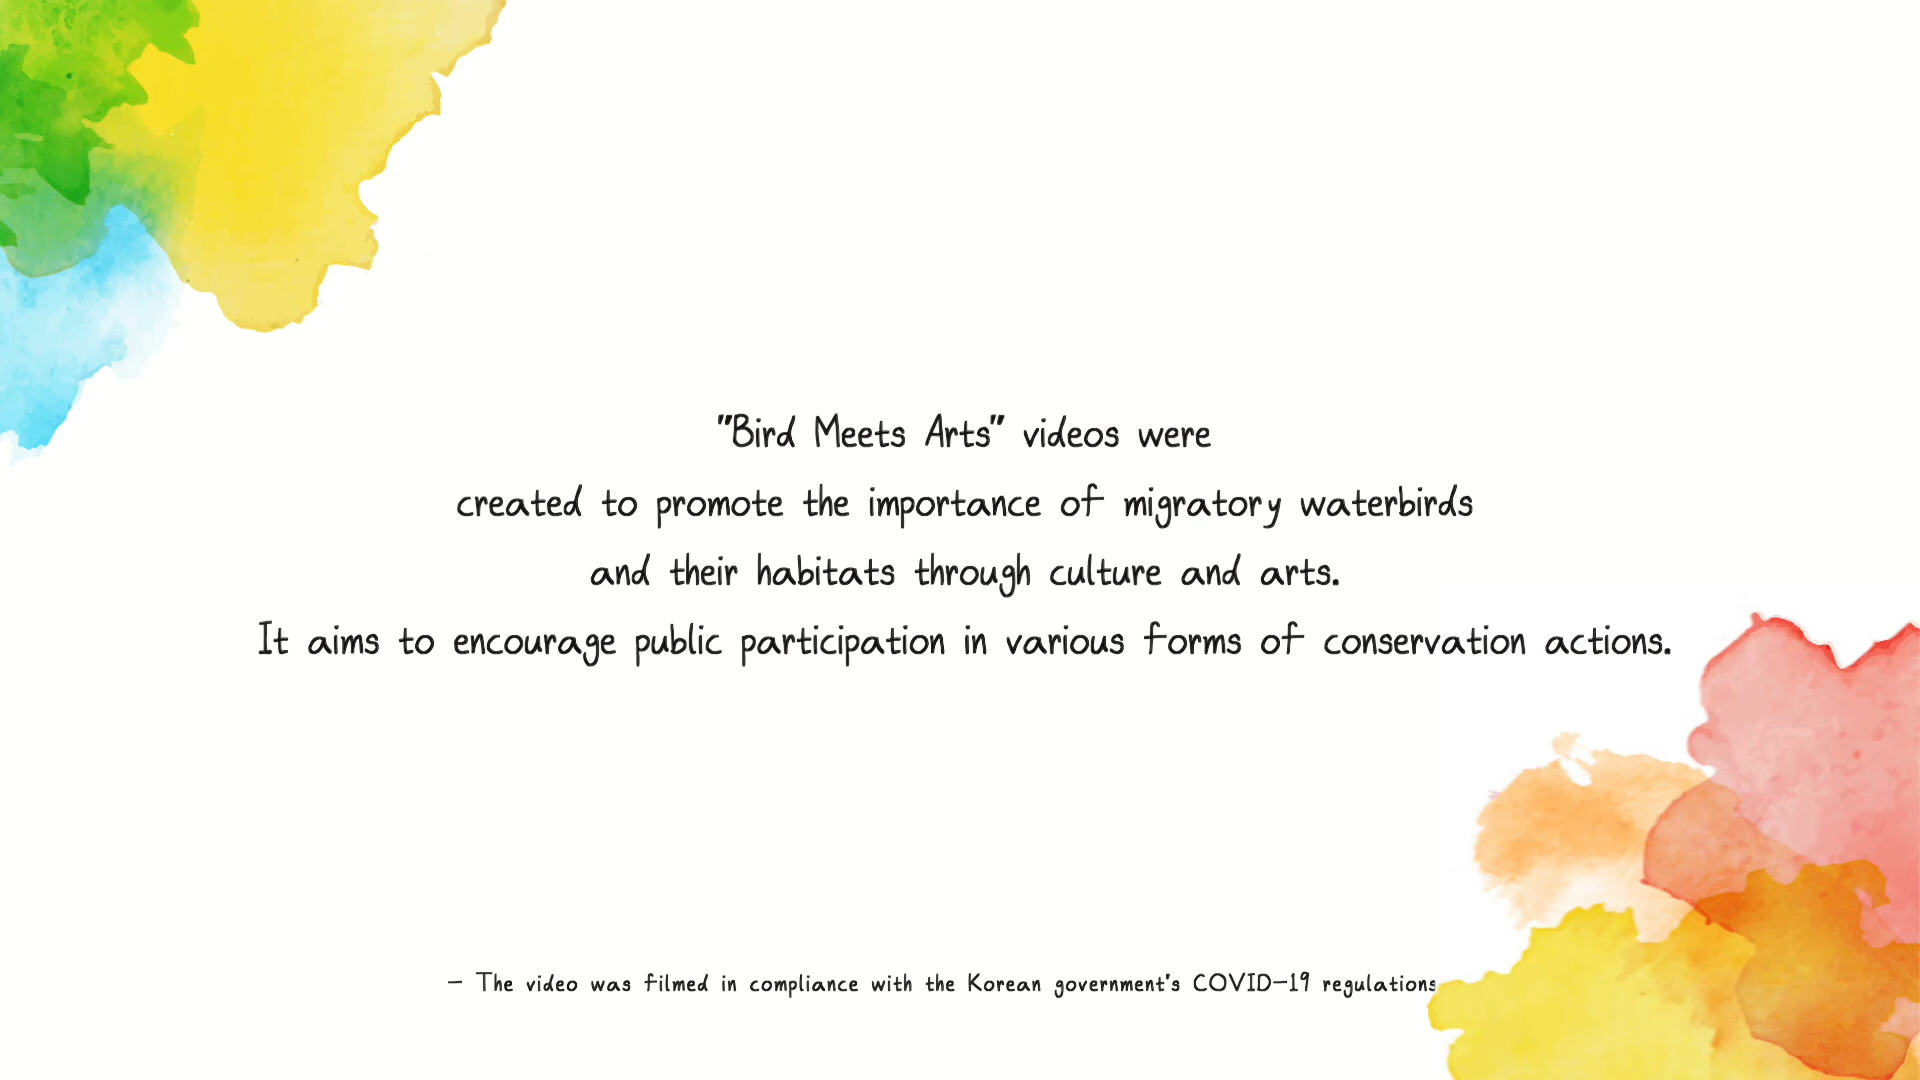 "Bird Meets Arts" videos were
created to promote the importance of migratory waterbirds
and their habitats through culture and arts.
It aims to encourage public participation in various forms of conservation actions.
- The video was filmed in compliance with the Korean government's COVID-19 regulations